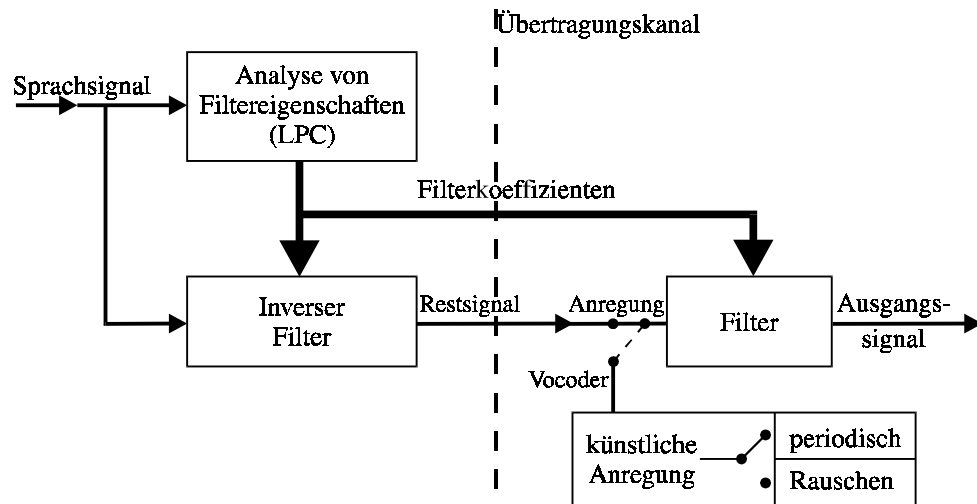 Übertragungskanal
Sprachsignal
Analyse von
Filtereigenschaften
(LPC)
Filterkoeffizienten
Inverser
Filter
Restsignal
Anregung
Filter
Ausgangs-
signal
Vocoder
künstliche
Anregung
periodisch
Rauschen